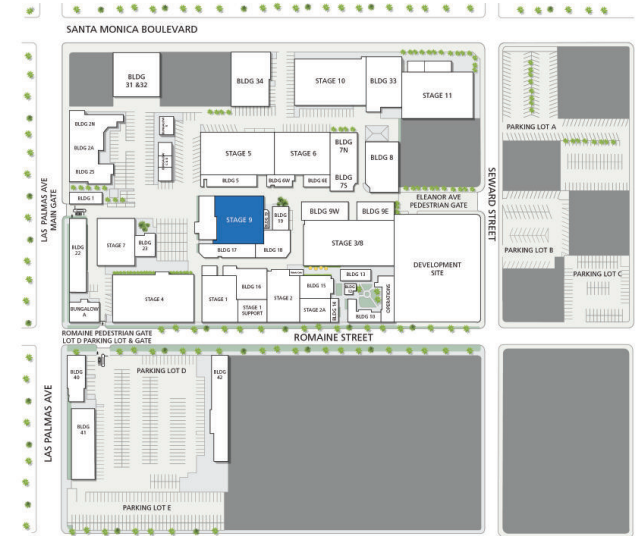 SANTA MONICA BOULEVARD
BLDG
31 &32
BLDG 34
STAGE 10
BLDG 33
STAGE 11
BLDG 2N
BLDG 2A
BLDG 2S
STAGE 5
STAGE 6
BLDG
7N
BLDG
7S
BLDG 8
BLDG 5
BLDG 6W
BLDG 6E
BLDG 1
LAS PALMAS AVE
MAIN GATE
ELEANOR AVE
PEDESTRIAN GATE
SEWARD STREET
PARKING LOT A
PARKING LOT B
PARKING LOT C
BLDG
22
STAGE 7
BLDG
23
STAGE 9
BLDG
19
BLDG 17
BLDG 18
BLDG 9W
BLDG 9E
STAGE 3/8
DEVELOPMENT
SITE
BUNGALOW
A
STAGE 4
STAGE 1
BLDG 16
STAGE 1
SUPPORT
STAGE 2
BLDG 15
STAGE 2A
BLDG 14
BLDG 13
BLDG 10
OPERATIONS
ROMAINE PEDESTRIAN GATE
LOT D PARKING LOT & GATE
ROMAINE STREET
LAS PALMAS AVE
BLDG
40
BLDG
41
PARKING LOT D
BLDG
42
PARKING LOT E